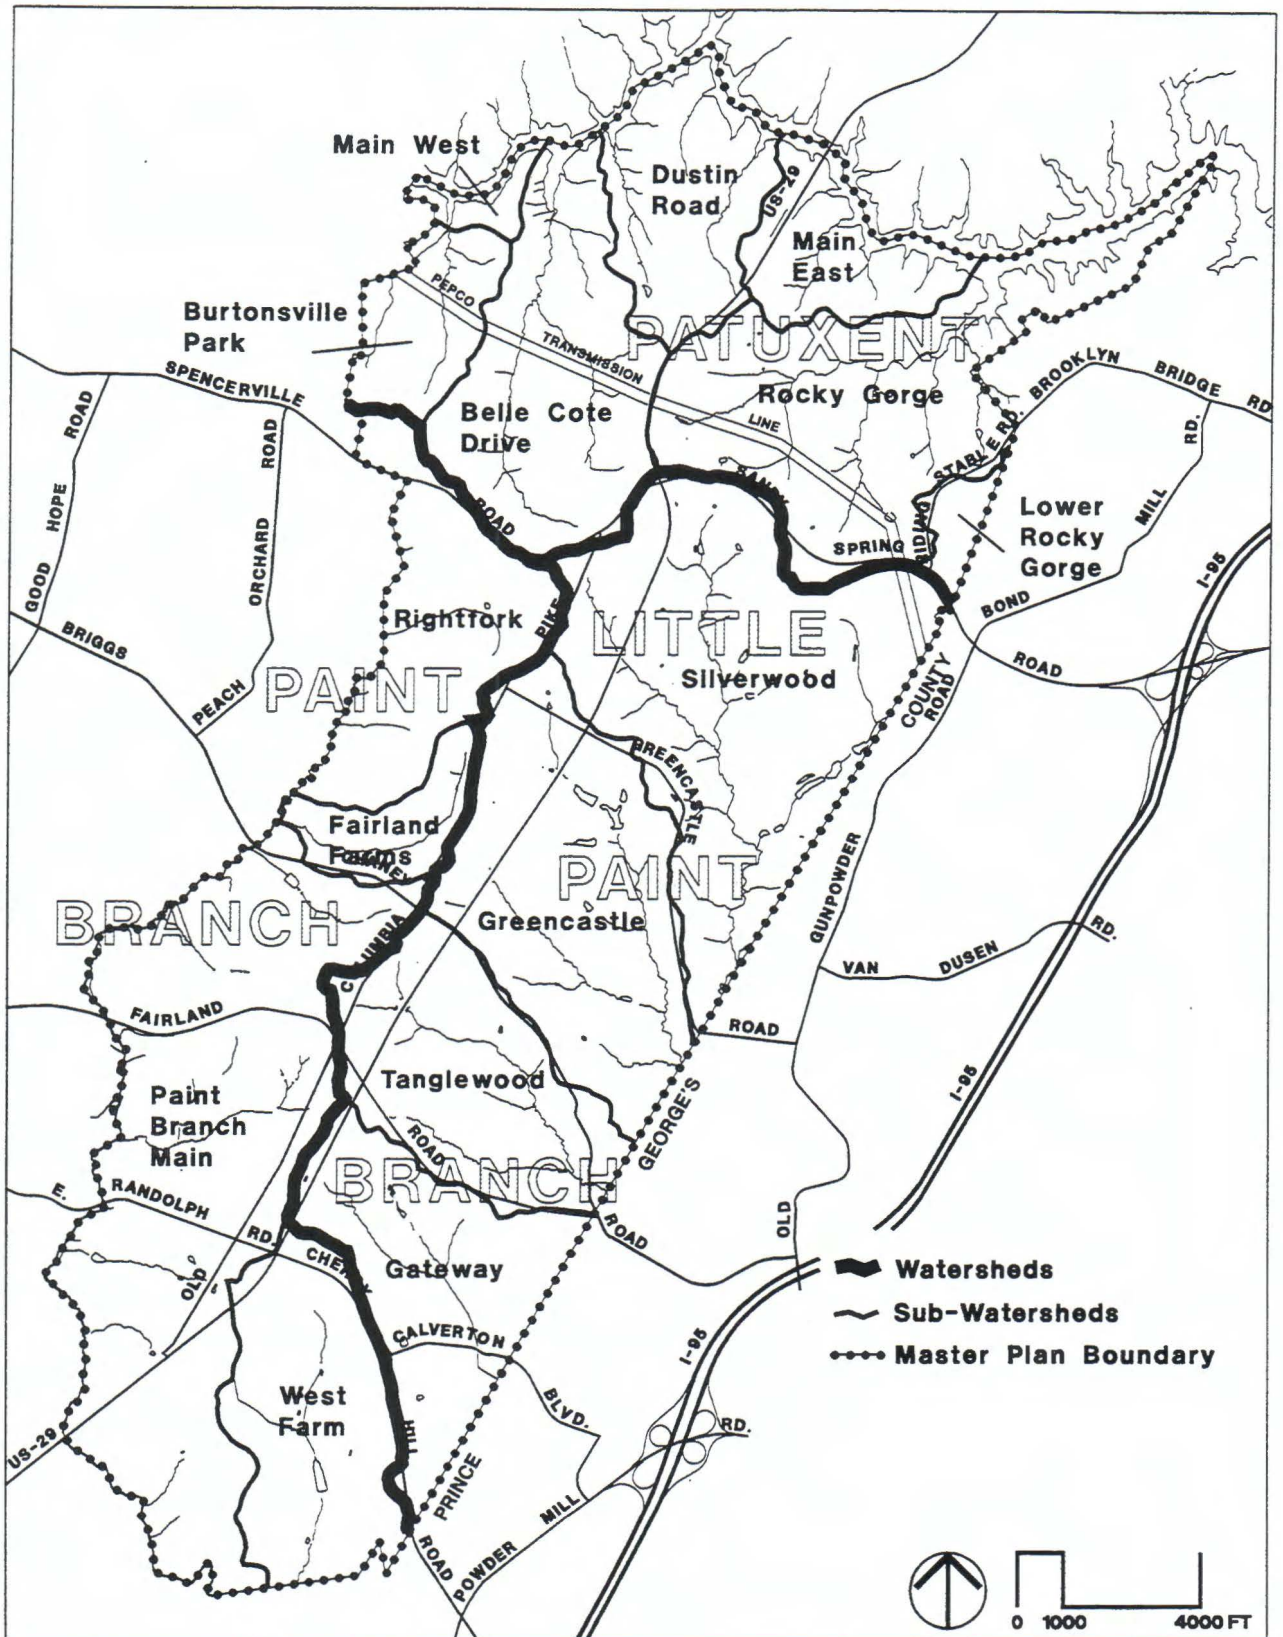 Main West
Dustin
Road
US-29
Main
East
PEPCO
Burtonsville
Park
TRANSMISSION
PATUXENT
SPENCERVILLE
BROOKLYN
BRIDGE
RD
Rocky Gorge
ROAD
ROAD
Belle Cote
Drive
LINE
STABLE RD.
RD.
SANDY
ROAD
HOPE
GOOD
ORCHARD
RIDING
Lower
Rocky
Gorge
MILL
SPRING
I-95
BOND
BRIGGS
Rightfork
PIKE
LITTLE
ROAD
PEACH
PAINT
Silverwood
COUNTY
ROAD
GREENCASTLE
Fairland
Farms
PAINT
GUNPOWDER
BRANCH
Greencastle
VAN
DUSEN
RD.
FAIRLAND
ROAD
Tanglewood
I-95
Paint
Branch
Main
ROAD
GEORGE'S
BRANCH
E.
RANDOLPH
RD.
ROAD
OLD
CHERRY
Gateway
OLD
Watersheds
Sub-Watersheds
CALVERTON
I-95
Master Plan Boundary
West
Farm
BLVD.
RD.
US-29
HILL
PRINCE
MILL
ROAD
POWDER
0 1000 4000 FT